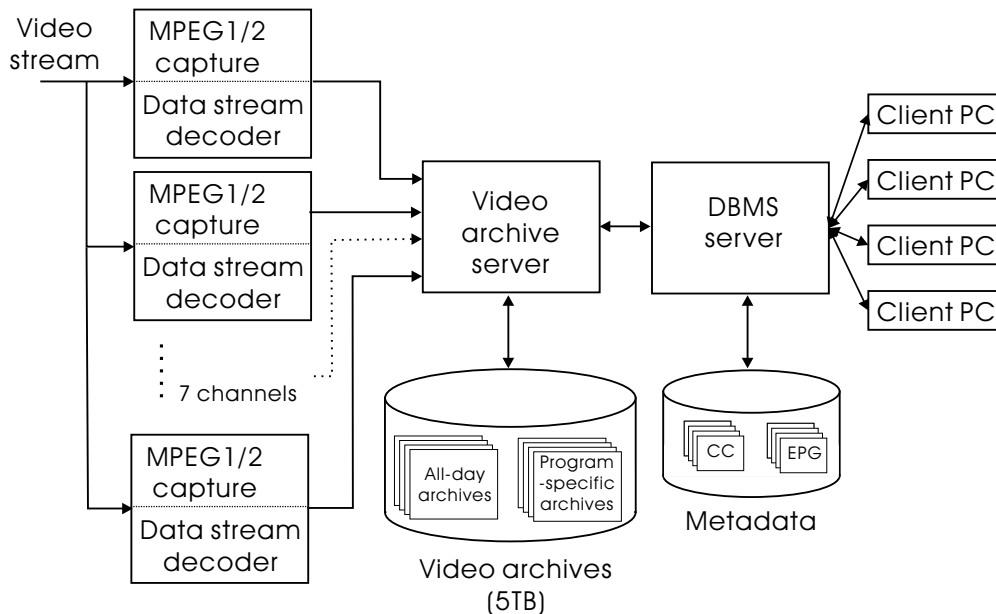 Video
stream
MPEG1/2
capture
Data stream
decoder
MPEG1/2
capture
Data stream
decoder
7 channels
MPEG1/2
capture
Data stream
decoder
Video
archive
server
DBMS
server
Client PC
Client PC
Client PC
Client PC
All-day
archives
Program
-specific
archives
Video archives
(5TB)
CC
EPG
Metadata